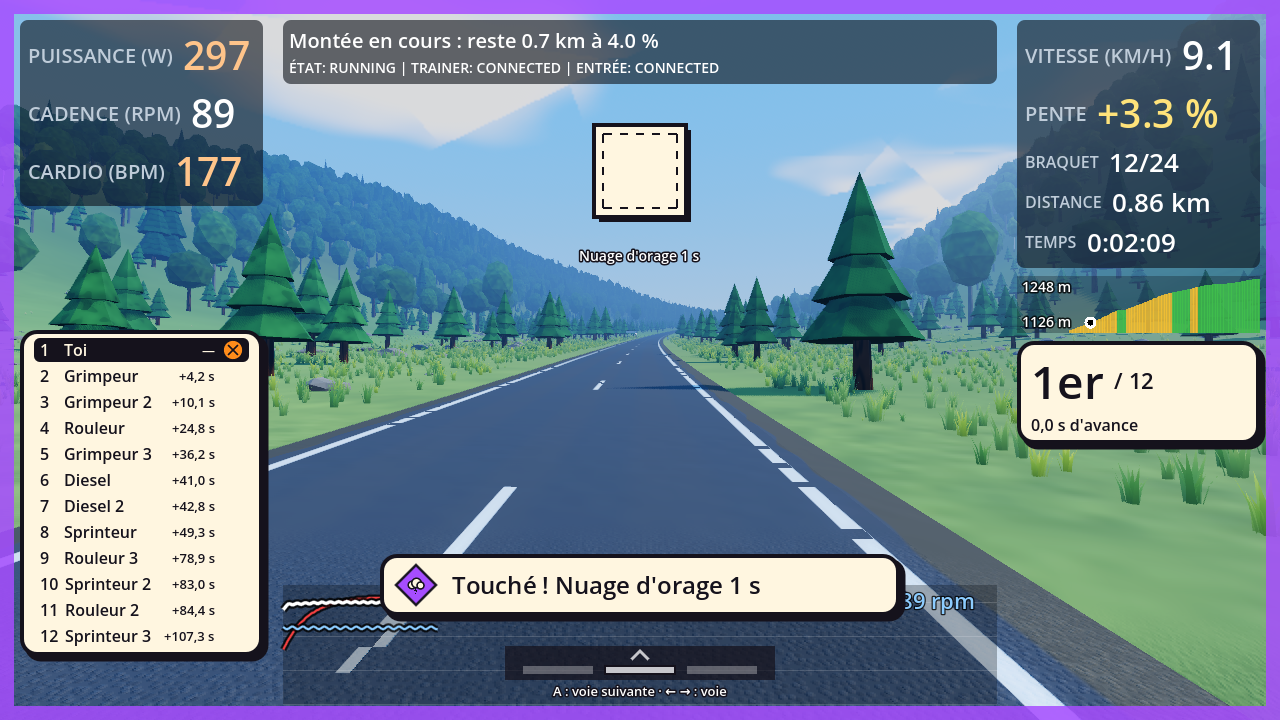 PUISSANCE (W) 297
CADENCE (RPM) 89
CARDIO (BPM) 177
Montée en cours : reste 0.7 km à 4.0 %
ÉTAT: RUNNING | TRAINER: CONNECTED | ENTRÉE: CONNECTED
VITESSE (KM/H) 9.1
PENTE +3.3 %
BRAQUET 12/24
DISTANCE 0.86 km
TEMPS 0:02:09
Nuage d'orage 1 s
1248 m
1126 m
1er / 12
0,0 s d'avance
1 Toi —
2 Grimpeur +4,2 s
3 Grimpeur 2 +10,1 s
4 Rouleur +24,8 s
5 Grimpeur 3 +36,2 s
6 Diesel +41,0 s
7 Diesel 2 +42,8 s
8 Sprinteur +49,3 s
9 Rouleur 3 +78,9 s
10 Sprinteur 2 +83,0 s
11 Rouleur 2 +84,4 s
12 Sprinteur 3 +107,3 s
Touché ! Nuage d'orage 1 s
89 rpm
A : voie suivante · ← → : voie